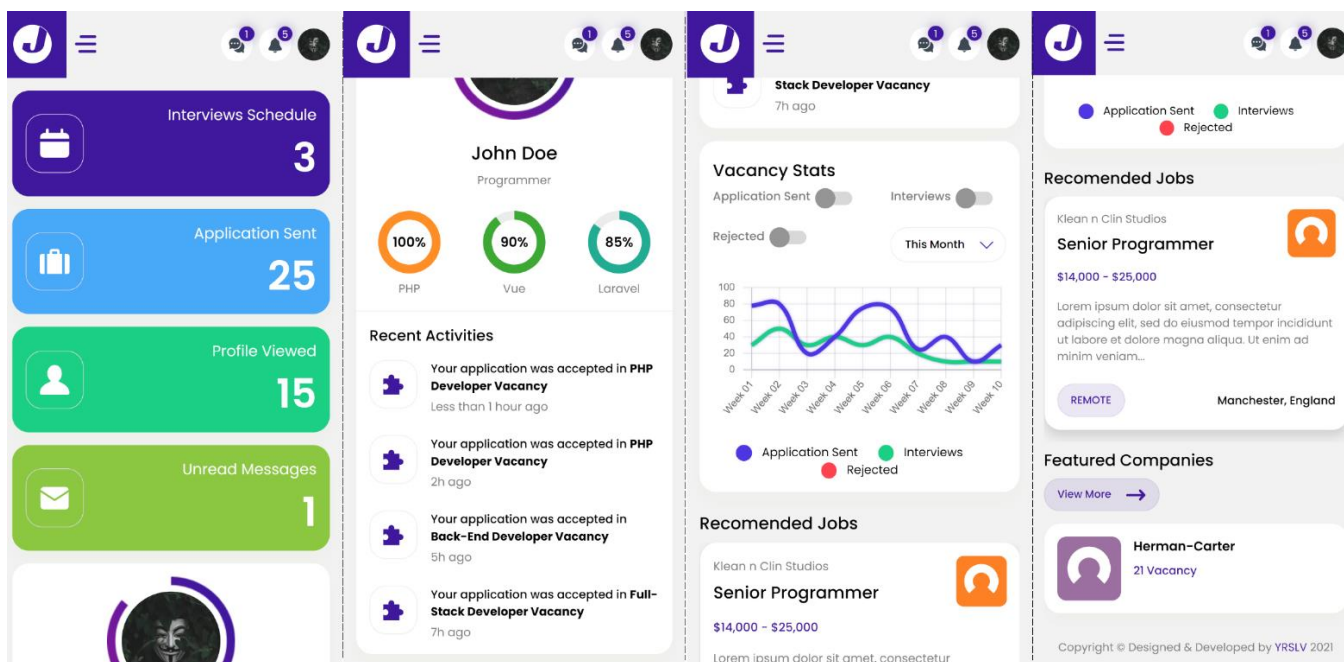 J
1
5
Interviews Schedule
3
Application Sent
25
Profile Viewed
15
Unread Messages
1
J
1
5
John Doe
Programmer
100%
90%
85%
PHP
Vue
Laravel
Recent Activities
Your application was accepted in PHP
Developer Vacancy
Less than 1 hour ago
Your application was accepted in PHP
Developer Vacancy
2h ago
Your application was accepted in
Back-End Developer Vacancy
5h ago
Your application was accepted in Full-
Stack Developer Vacancy
7h ago
J
1
5
Stack Developer Vacancy
7h ago
Vacancy Stats
Application Sent
Interviews
Rejected
This Month
100
80
60
40
20
0
Week 01
Week 02
Week 03
Week 04
Week 05
Week 06
Week 07
Week 08
Week 09
Week 10
Application Sent
Interviews
Rejected
Recomended Jobs
Klean n Clin Studios
Senior Programmer
$14,000 - $25,000
Lorem ipsum dolor sit amet, consectetur
J
1
5
Application Sent
Interviews
Rejected
Recomended Jobs
Klean n Clin Studios
Senior Programmer
$14,000 - $25,000
Lorem ipsum dolor sit amet, consectetur
adipiscing elit, sed do eiusmod tempor incididunt
ut labore et dolore magna aliqua. Ut enim ad
minim veniam...
REMOTE
Manchester, England
Featured Companies
View More
Herman-Carter
21 Vacancy
Copyright © Designed & Developed by YRSLV 2021